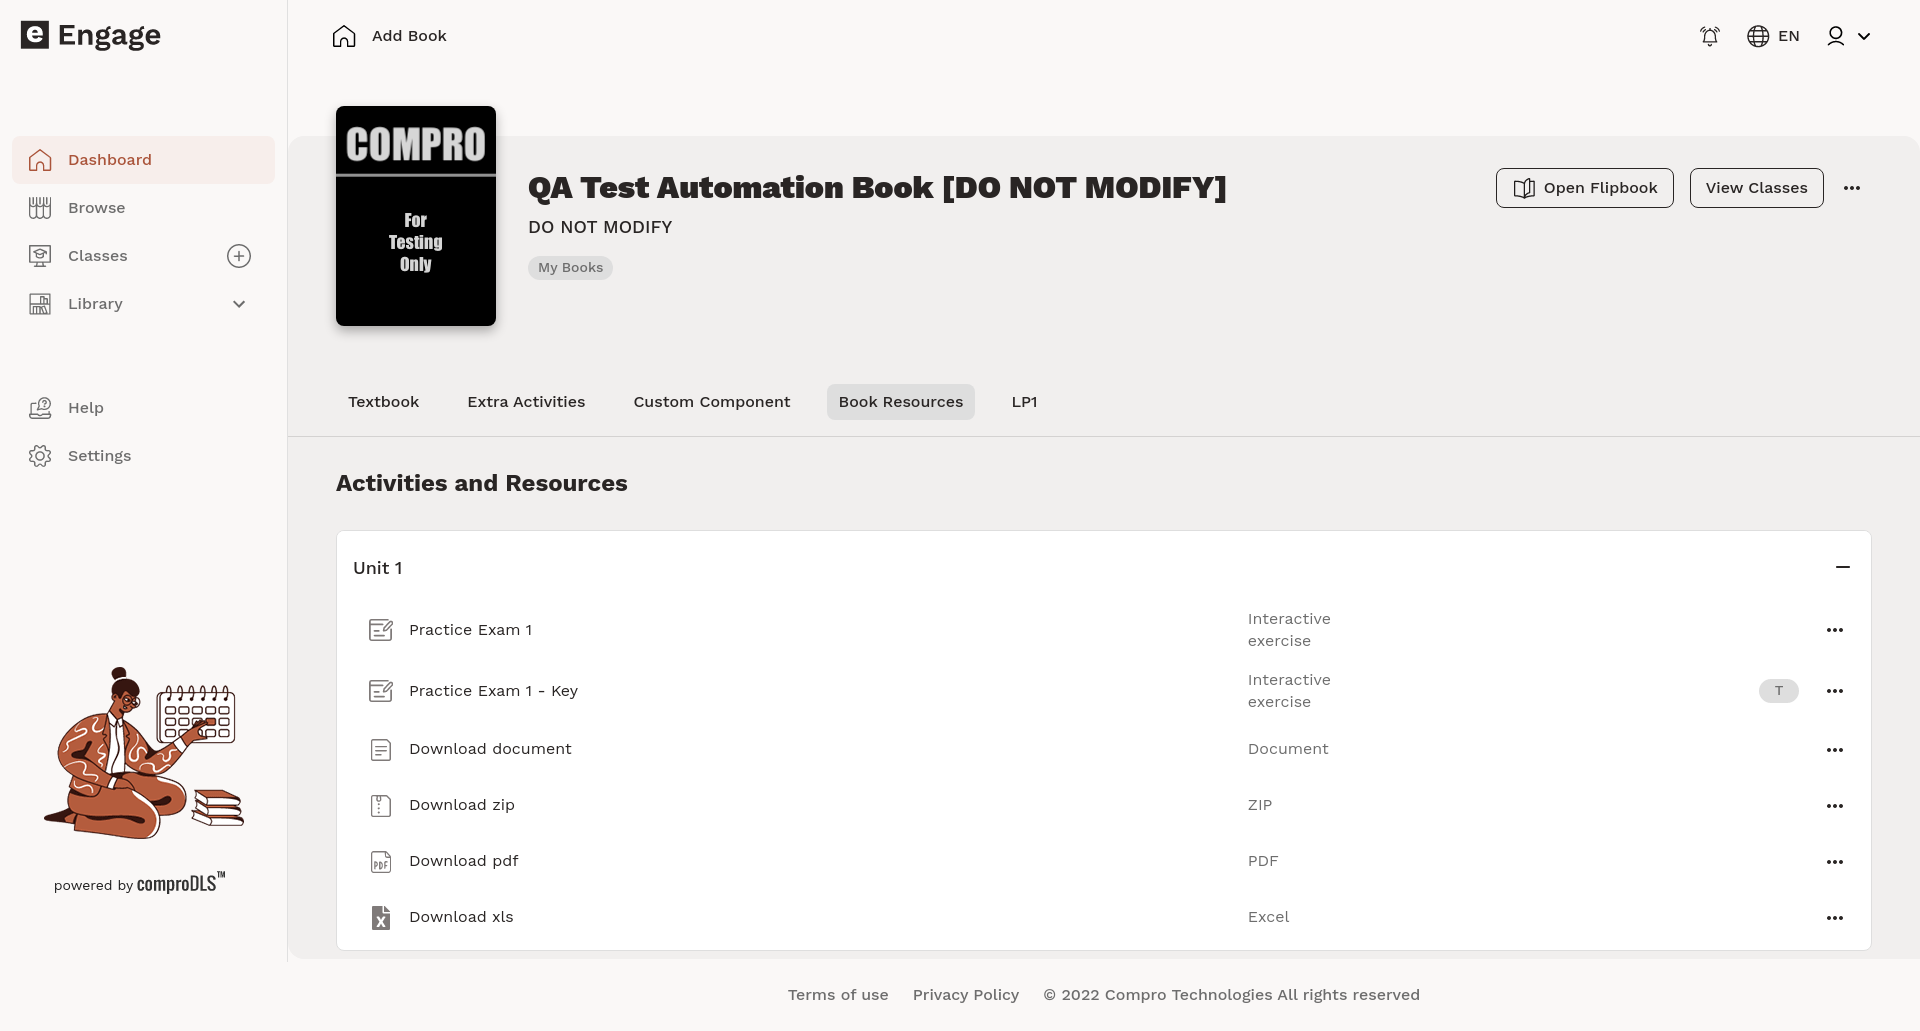 e Engage
Add Book
EN
Dashboard
Browse
Classes
Library
Help
Settings
powered by comproDLS™
COMPRO
For
Testing
Only
QA Test Automation Book [DO NOT MODIFY]
DO NOT MODIFY
My Books
Open Flipbook
View Classes
Textbook
Extra Activities
Custom Component
Book Resources
LP1
Activities and Resources
Unit 1
Practice Exam 1
Interactive
exercise
Practice Exam 1 - Key
Interactive
exercise
T
Download document
Document
Download zip
ZIP
PDF
Download pdf
PDF
X
Download xls
Excel
Terms of use
Privacy Policy
© 2022 Compro Technologies All rights reserved